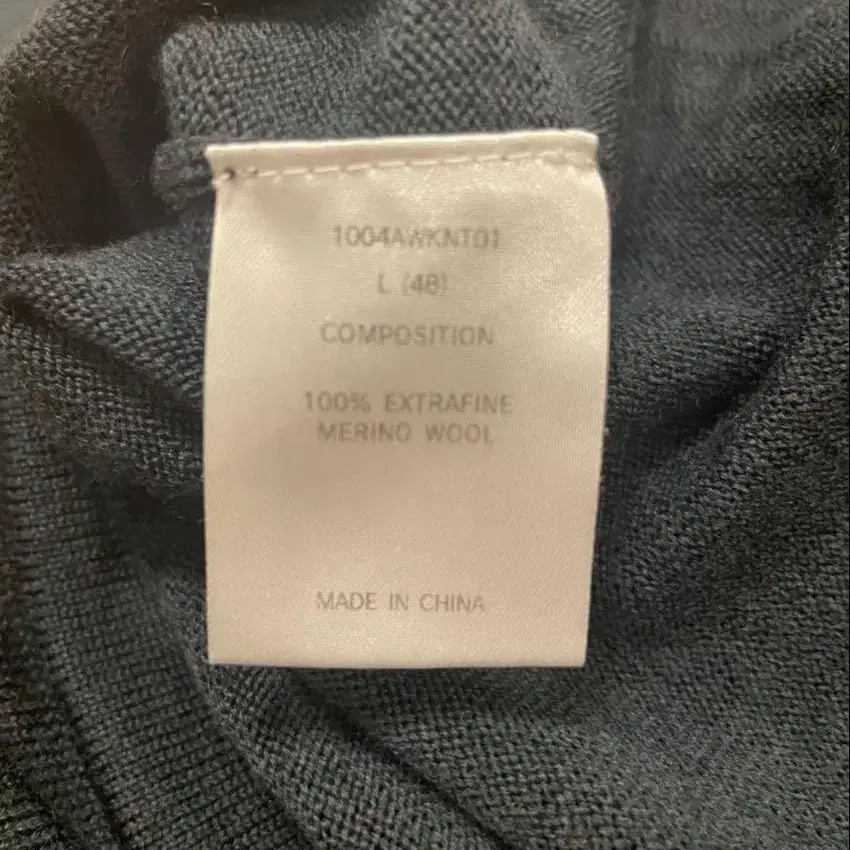 1004AWKNT01
L (48)
COMPOSITION
100% EXTRAFINE
MERINO WOOL
MADE IN CHINA